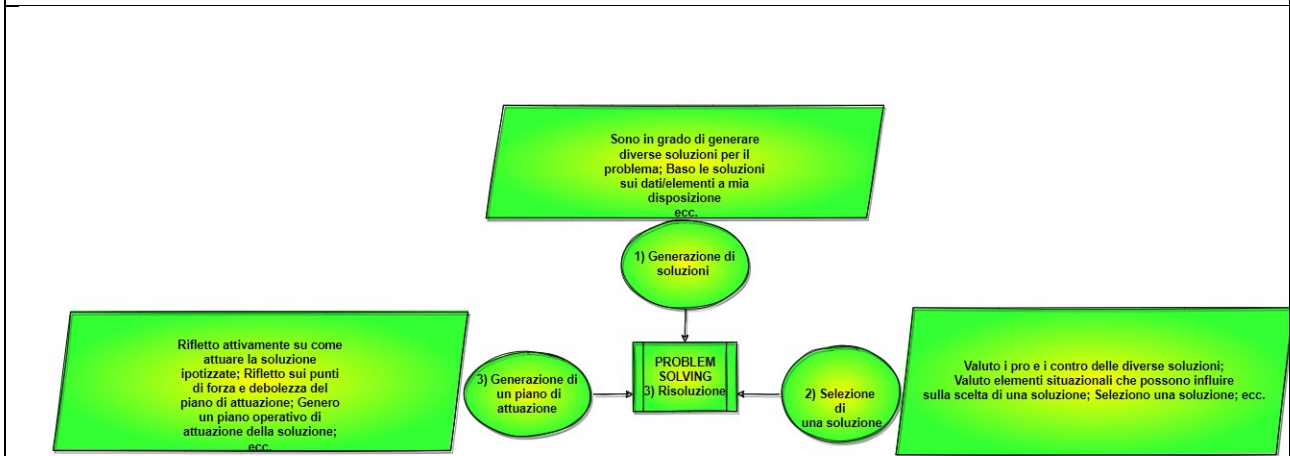 Sono in grado di generare
diverse soluzioni per il
problema; Baso le soluzioni
sui dati/elementi a mia
disposizione
ecc.
1) Generazione di
soluzioni
Rifletto attivamente su come
attuare la soluzione
ipotizzate; Rifletto sui punti
di forza e debolezza del
piano di attuazione; Genero
un piano operativo di
attuazione della soluzione;
ecc.
3) Generazione di
un piano di
attuazione
PROBLEM
SOLVING
3) Risoluzione
2) Selezione
di
una soluzione
Valuto i pro e i contro delle diverse soluzioni;
Valuto elementi situazionali che possono influire
sulla scelta di una soluzione; Seleziono una soluzione; ecc.